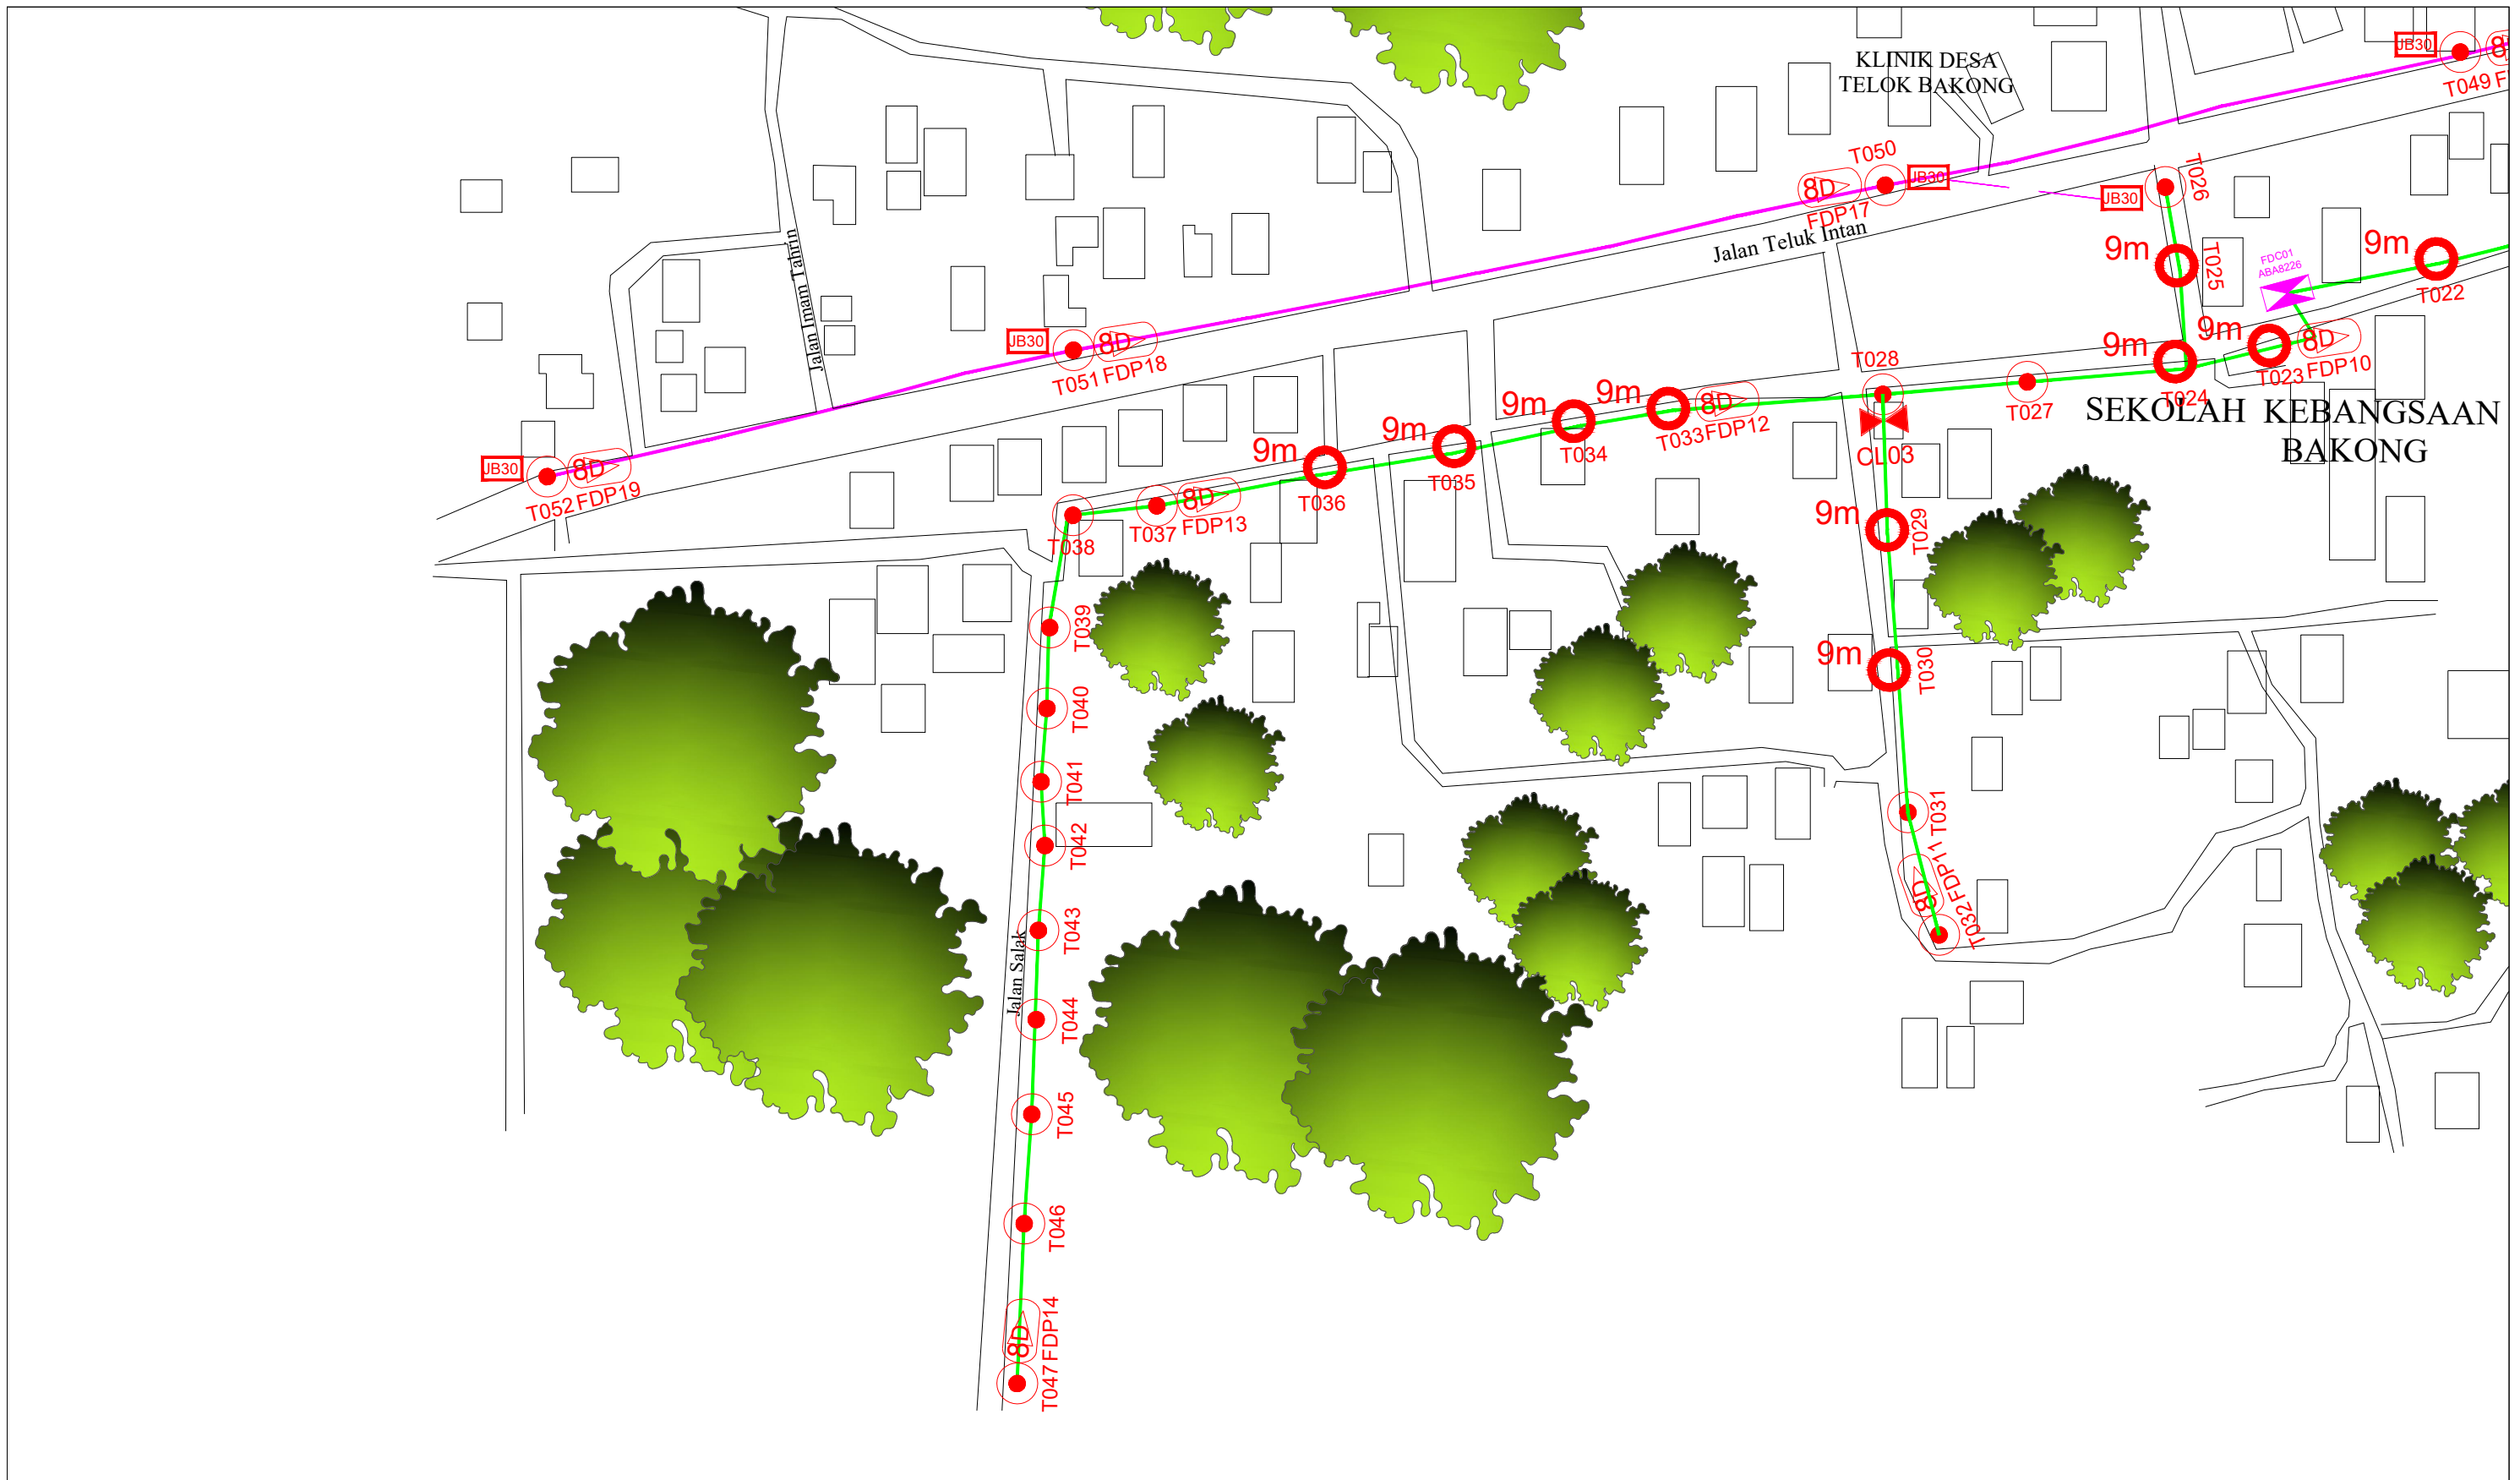 KLINIK DESA
TELOK BAKONG
JB30
T049
T050
JB30
8D
FDP17
JB30
T026
Jalan Teluk Intan
9m
T025
FDC01
ABA8226
9m
T022
Jalan Imam Tahrin
JB30
8D
T051 FDP18
9m
T024
9m
8D
T023 FDP10
T028
T027
SEKOLAH KEBANGSAAN
BAKONG
CL03
9m
T033 FDP12
8D
9m
T034
9m
T035
9m
T036
JB30
8D
T052 FDP19
8D
T037 FDP13
T038
9m
T029
9m
T030
T039
T040
T041
T042
T043
Jalan Salak
T044
T045
T046
8D
T047 FDP14
T031
8D
T032 FDP11